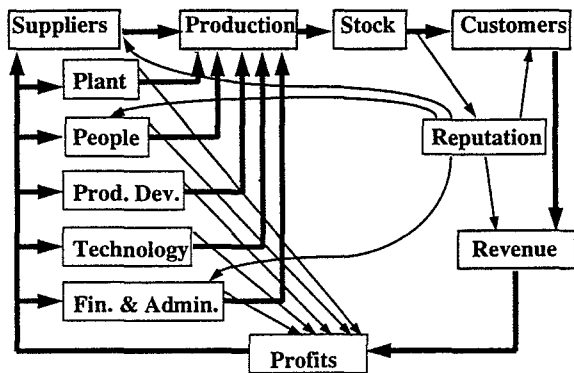 Suppliers
Production
Stock
Customers
Plant
People
Reputation
Prod. Dev.
Technology
Revenue
Fin. & Admin.
Profits